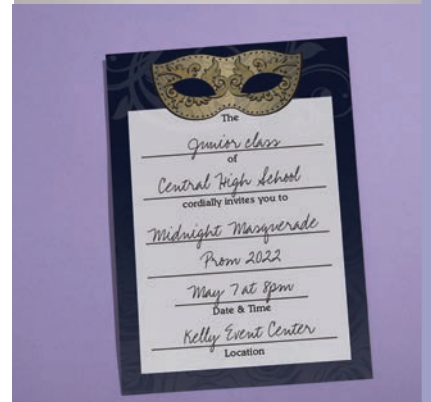 The
Junior class
of
Central High School
cordially invites you to
Midnight Masquerade
Prom 2022
May 7 at 8pm
Date & Time
Kelly Event Center
Location